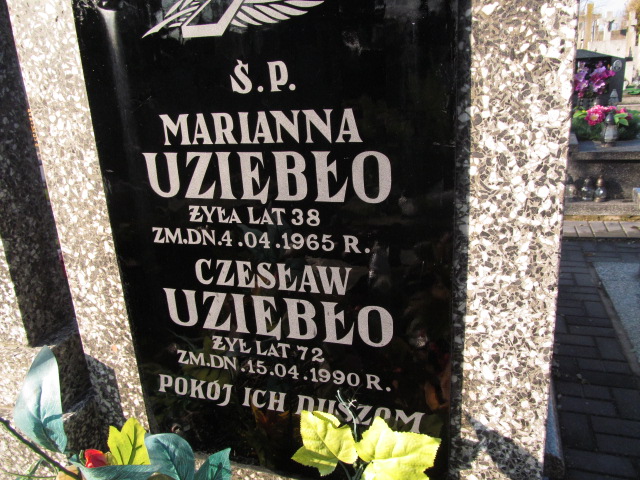 Ś.P.
MARIANNA
UZIĘBŁO
ŻYŁA LAT 38
ZM.DN.4.04.1965 R.
CZESŁAW
UZIĘBŁO
ŻYŁ LAT 72
ZM.DN.15.04.1990 R.
POKÓJ ICH DUSZOM